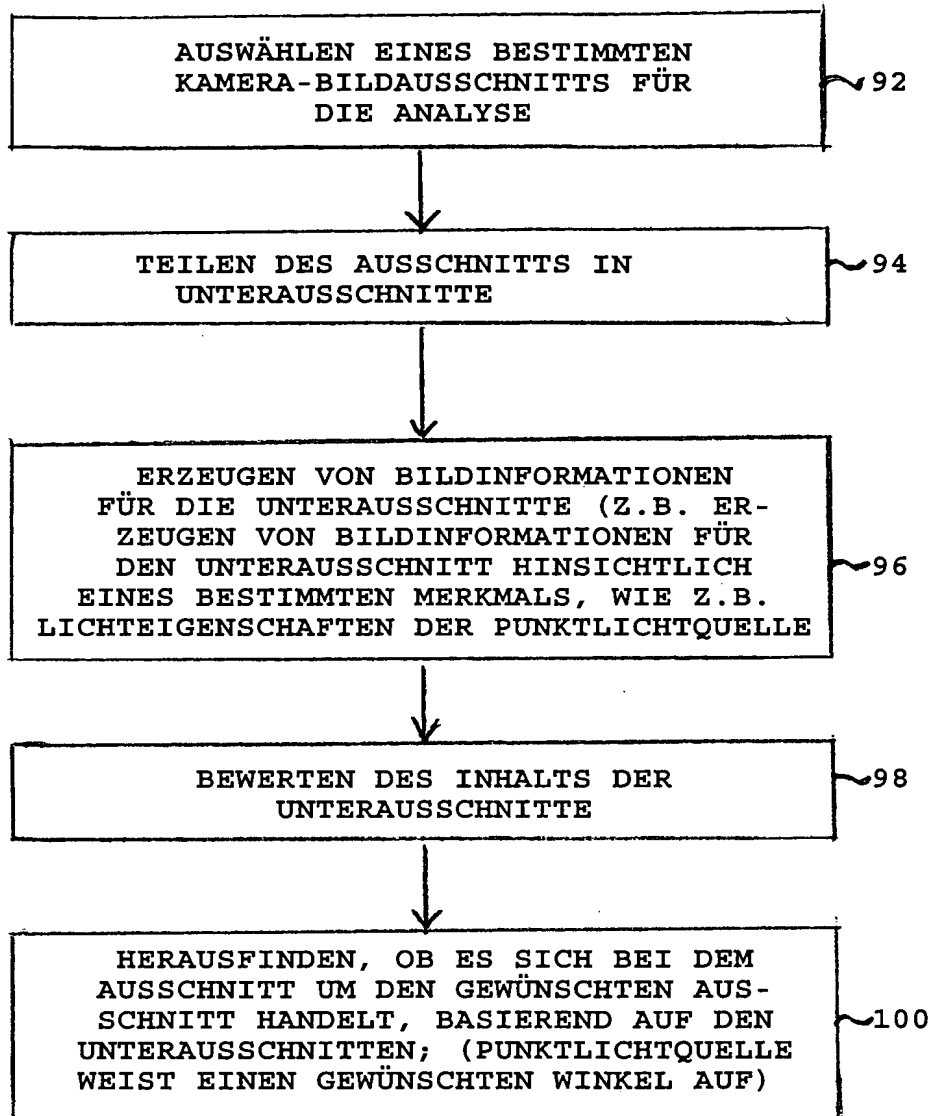 AUSWÄHLEN EINES BESTIMMTEN
KAMERA-BILDAUSSCHNITTS FÜR
DIE ANALYSE
92
TEILEN DES AUSSCHNITTS IN
UNTERAUSSCHNITTE
94
ERZEUGEN VON BILDINFORMATIONEN
FÜR DIE UNTERAUSSCHNITTE (Z.B. ER-
ZEUGEN VON BILDINFORMATIONEN FÜR
DEN UNTERAUSSCHNITT HINSICHTLICH
EINES BESTIMMTEN MERKMALS, WIE Z.B.
LICHTEIGENSCHAFTEN DER PUNKTLICHTQUELLE
96
BEWERTEN DES INHALTS DER
UNTERAUSSCHNITTE
98
HERAUSFINDEN, OB ES SICH BEI DEM
AUSSCHNITT UM DEN GEWÜNSCHTEN AUS-
SCHNITT HANDELT, BASIEREND AUF DEN
UNTERAUSSCHNITTEN; (PUNKTLICHTQUELLE
WEIST EINEN GEWÜNSCHTEN WINKEL AUF)
100